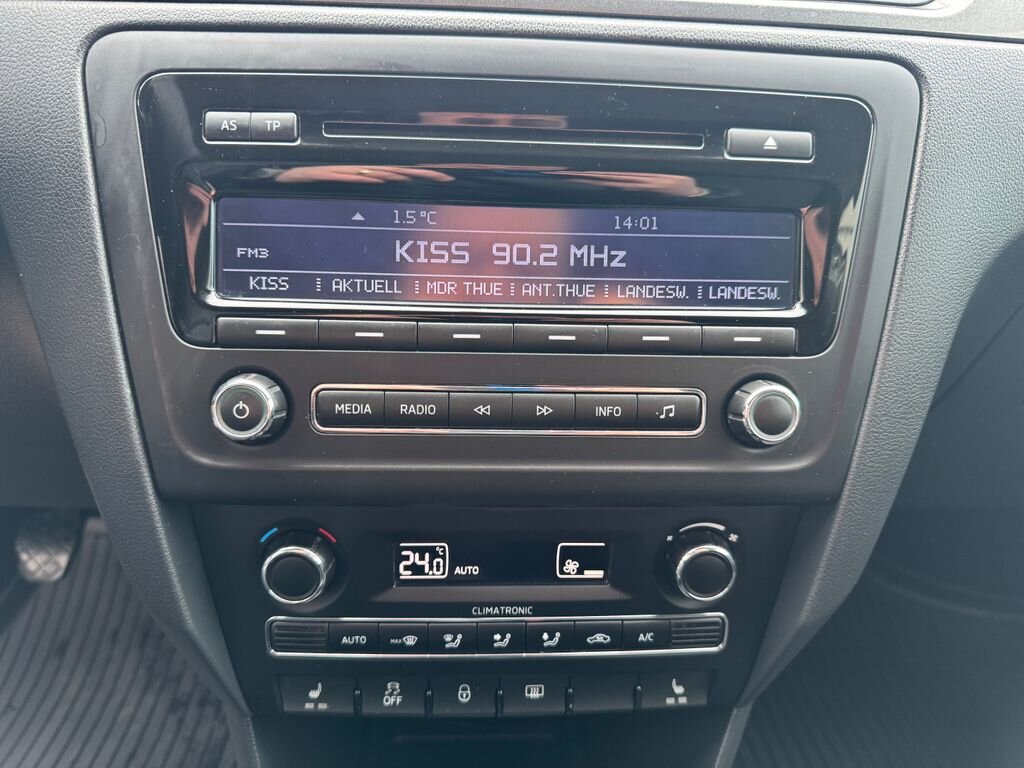 AS TP
1.5 °C 14:01
FM3 KISS 90.2 MHz
KISS AKTUELL MDR THUE ANT.THUE LANDESW. LANDESW.
MEDIA RADIO INFO
24.0 °C AUTO
CLIMATRONIC
AUTO MAX A/C
OFF